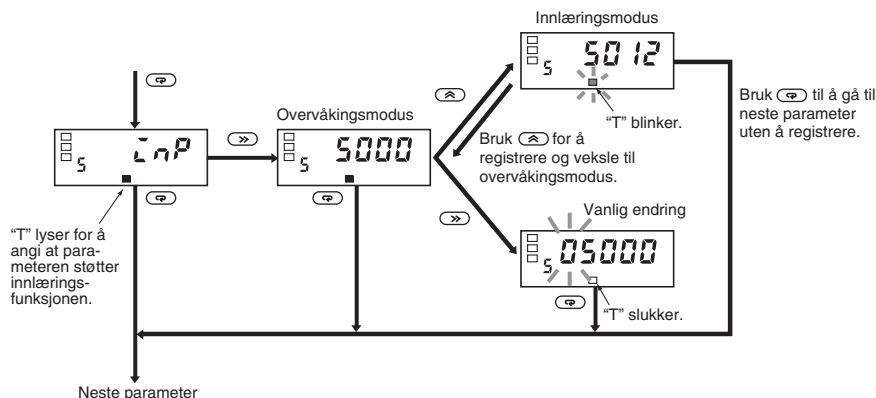 Innlæringsmodus
S 5012
"T" blinker.
Bruk til å gå til
neste parameter
uten å registrere.
Overvåkingsmodus
S 5000
Bruk for å
registrere og veksle til
overvåkingsmodus.
S InP
"T" lyser for å
angi at para-
meteren støtter
innlærings-
funksjonen.
Vanlig endring
S 05000
"T" slukker.
Neste parameter